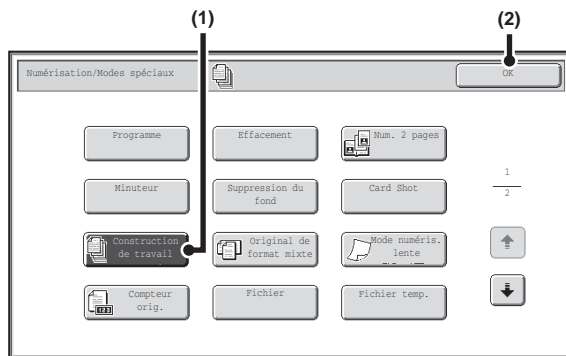 (1)
(2)
Numérisation/Modes spéciaux
OK
Programme
Effacement
Num. 2 pages
Minuteur
Suppression du
fond
Card Shot
1
2
Construction
de travail
Original de
format mixte
Mode numéris.
lente
Compteur
orig.
123
Fichier
Fichier temp.